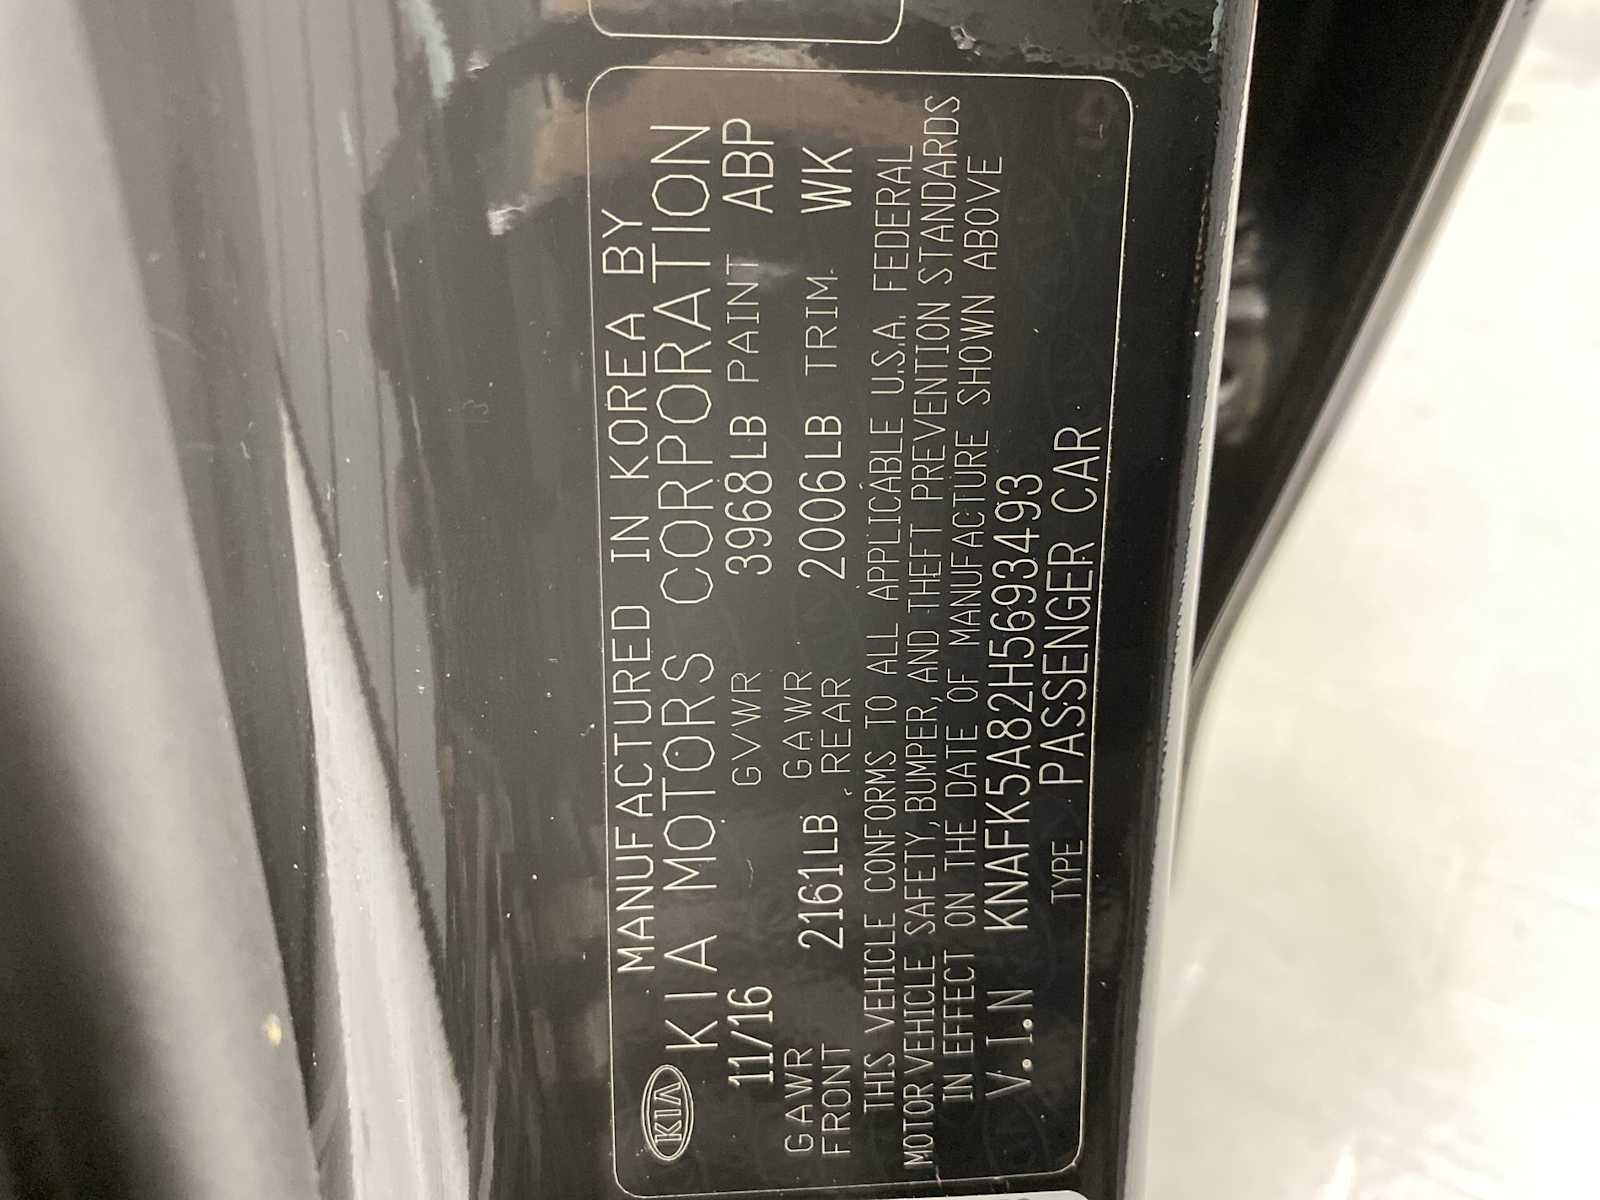 KIA
MANUFACTURED IN KOREA BY
KIA MOTORS CORPORATION
11/16 GVWR 3968LB PAINT ABP
GAWR FRONT 2161LB GAWR REAR 2006LB TRIM WK
THIS VEHICLE CONFORMS TO ALL APPLICABLE U.S.A. FEDERAL
MOTOR VEHICLE SAFETY, BUMPER, AND THEFT PREVENTION STANDARDS
IN EFFECT ON THE DATE OF MANUFACTURE SHOWN ABOVE
V.I.N KNAFK5A82H5693493
TYPE PASSENGER CAR